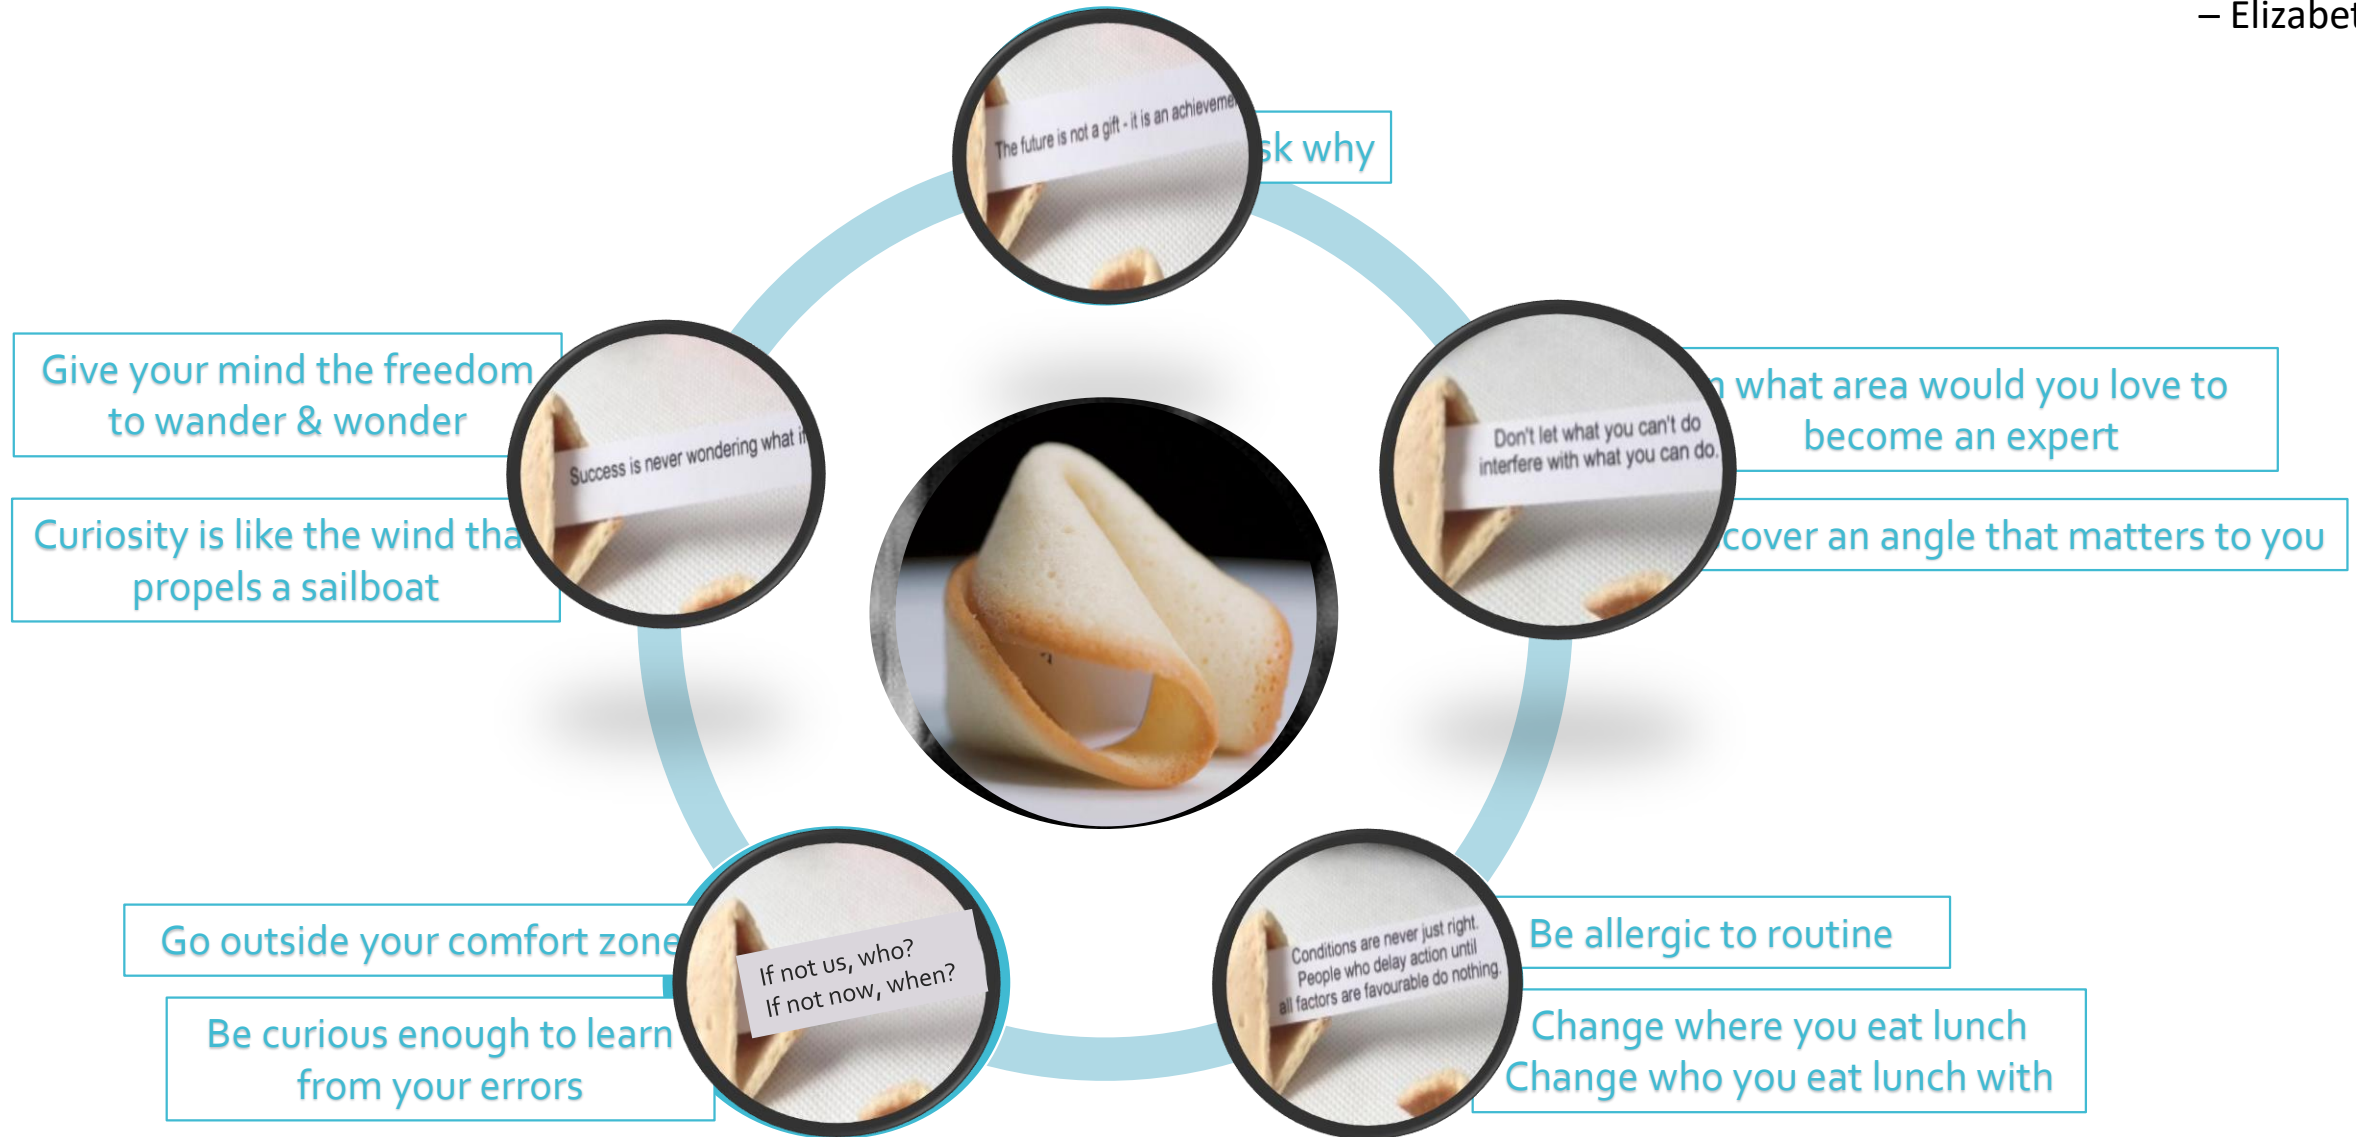 – Elizabet
The future is not a gift - it is an achieveme
sk why
Give your mind the freedom
to wander & wonder
Success is never wondering what if
Curiosity is like the wind tha
propels a sailboat
Don't let what you can't do
interfere with what you can do.
what area would you love to
become an expert
cover an angle that matters to you
Go outside your comfort zone
If not us, who?
If not now, when?
Be curious enough to learn
from your errors
Conditions are never just right.
People who delay action until
all factors are favourable do nothing.
Be allergic to routine
Change where you eat lunch
Change who you eat lunch with